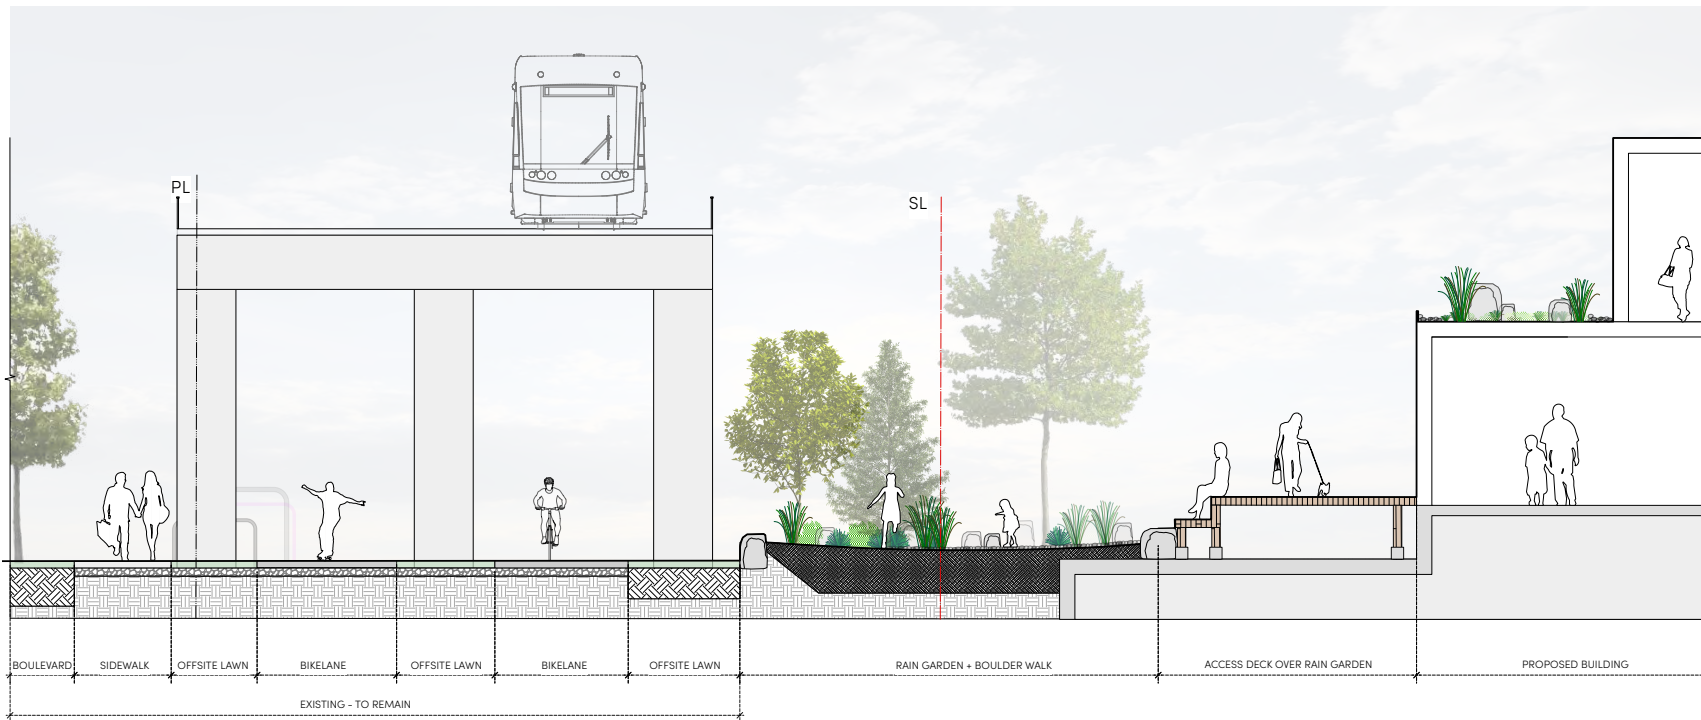 PL
SL
BOULEVARD
SIDEWALK
OFFSITE LAWN
BIKELANE
OFFSITE LAWN
BIKELANE
OFFSITE LAWN
RAIN GARDEN + BOULDER WALK
ACCESS DECK OVER RAIN GARDEN
PROPOSED BUILDING
EXISTING - TO REMAIN